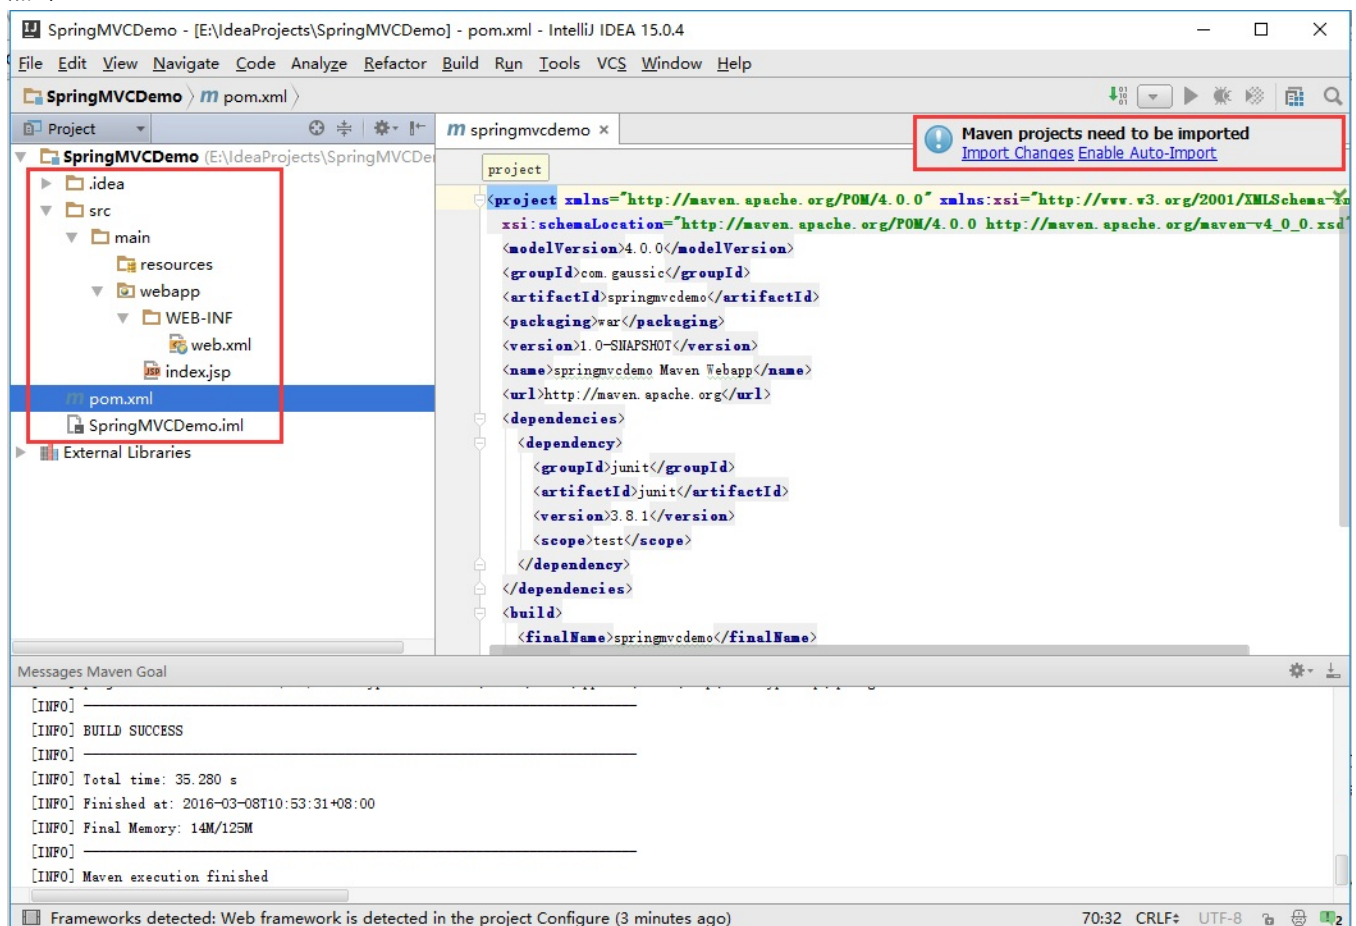 SpringMVCDemo - [E:\IdeaProjects\SpringMVCDemo] - pom.xml - IntelliJ IDEA 15.0.4
File Edit View Navigate Code Analyze Refactor Build Run Tools VCS Window Help
SpringMVCDemo pom.xml
Project
m springmvcdemo ×
Maven projects need to be imported
Import Changes Enable Auto-Import
SpringMVCDemo (E:\IdeaProjects\SpringMVCDe
.idea
src
main
resources
webapp
WEB-INF
web.xml
index.jsp
pom.xml
SpringMVCDemo.iml
External Libraries
project
<project xmlns="http://maven.apache.org/POM/4.0.0" xmlns:xsi="http://www.w3.org/2001/XMLSchema-in
xsi:schemaLocation="http://maven.apache.org/POM/4.0.0 http://maven.apache.org/maven-v4_0_0.xsd"
<modelVersion>4.0.0</modelVersion>
<groupId>com.gaussic</groupId>
<artifactId>springmvcdemo</artifactId>
<packaging>war</packaging>
<version>1.0-SNAPSHOT</version>
<name>springmvcdemo Maven Webapp</name>
<url>http://maven.apache.org</url>
<dependencies>
<dependency>
<groupId>junit</groupId>
<artifactId>junit</artifactId>
<version>3.8.1</version>
<scope>test</scope>
</dependency>
</dependencies>
<build>
<finalName>springmvcdemo</finalName>
Messages Maven Goal
[INFO]
[INFO] BUILD SUCCESS
[INFO]
[INFO] Total time: 35.280 s
[INFO] Finished at: 2016-03-08T10:53:31+08:00
[INFO] Final Memory: 14M/125M
[INFO]
[INFO] Maven execution finished
Frameworks detected: Web framework is detected in the project Configure (3 minutes ago) 70:32 CRLF UTF-8 2